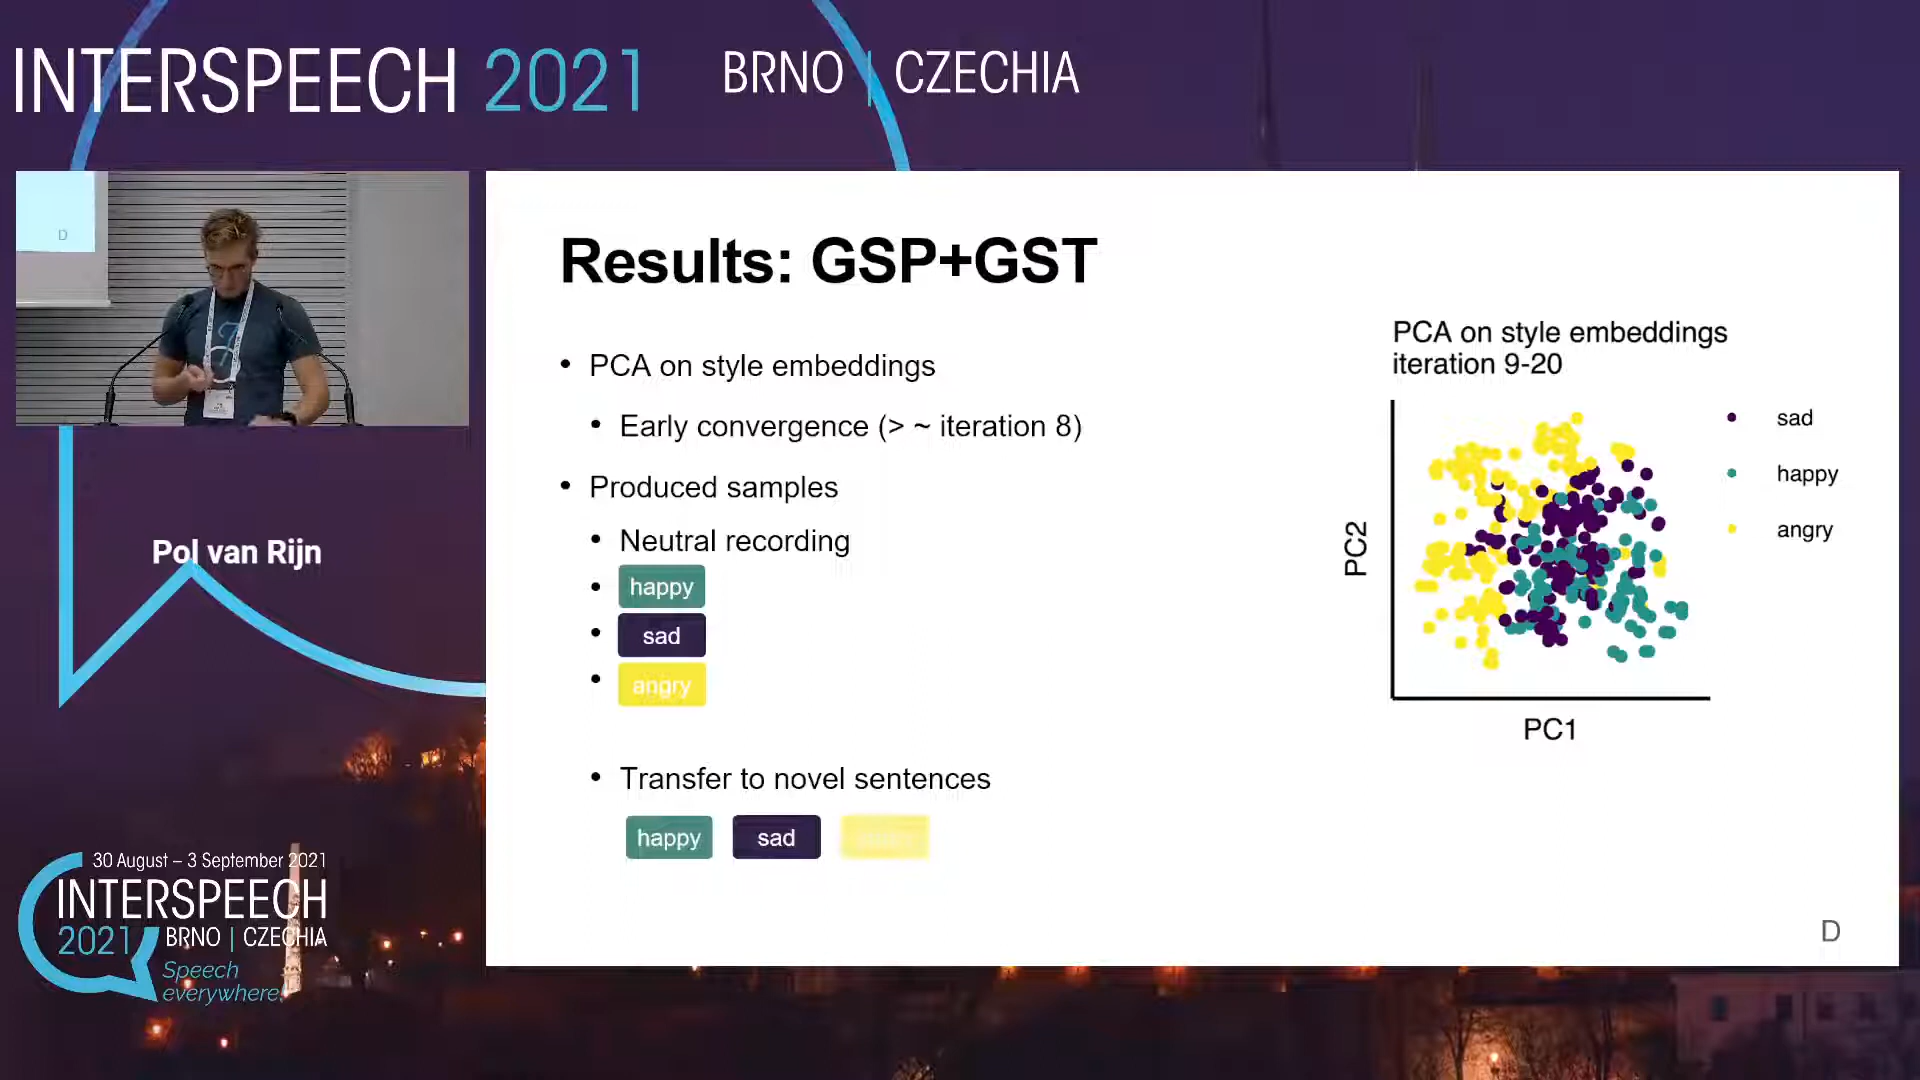 INTERSPEECH 2021
BRNO | CZECHIA
D
Pol van Rijn
Results: GSP+GST
• PCA on style embeddings
• Early convergence (> ~ iteration 8)
• Produced samples
• Neutral recording
• happy
• sad
• angry
• Transfer to novel sentences
happy sad
PCA on style embeddings
iteration 9-20
sad
happy
angry
PC2
PC1
D
30 August – 3 September 2021
INTERSPEECH
2021 BRNO | CZECHIA
Speech
everywhere!